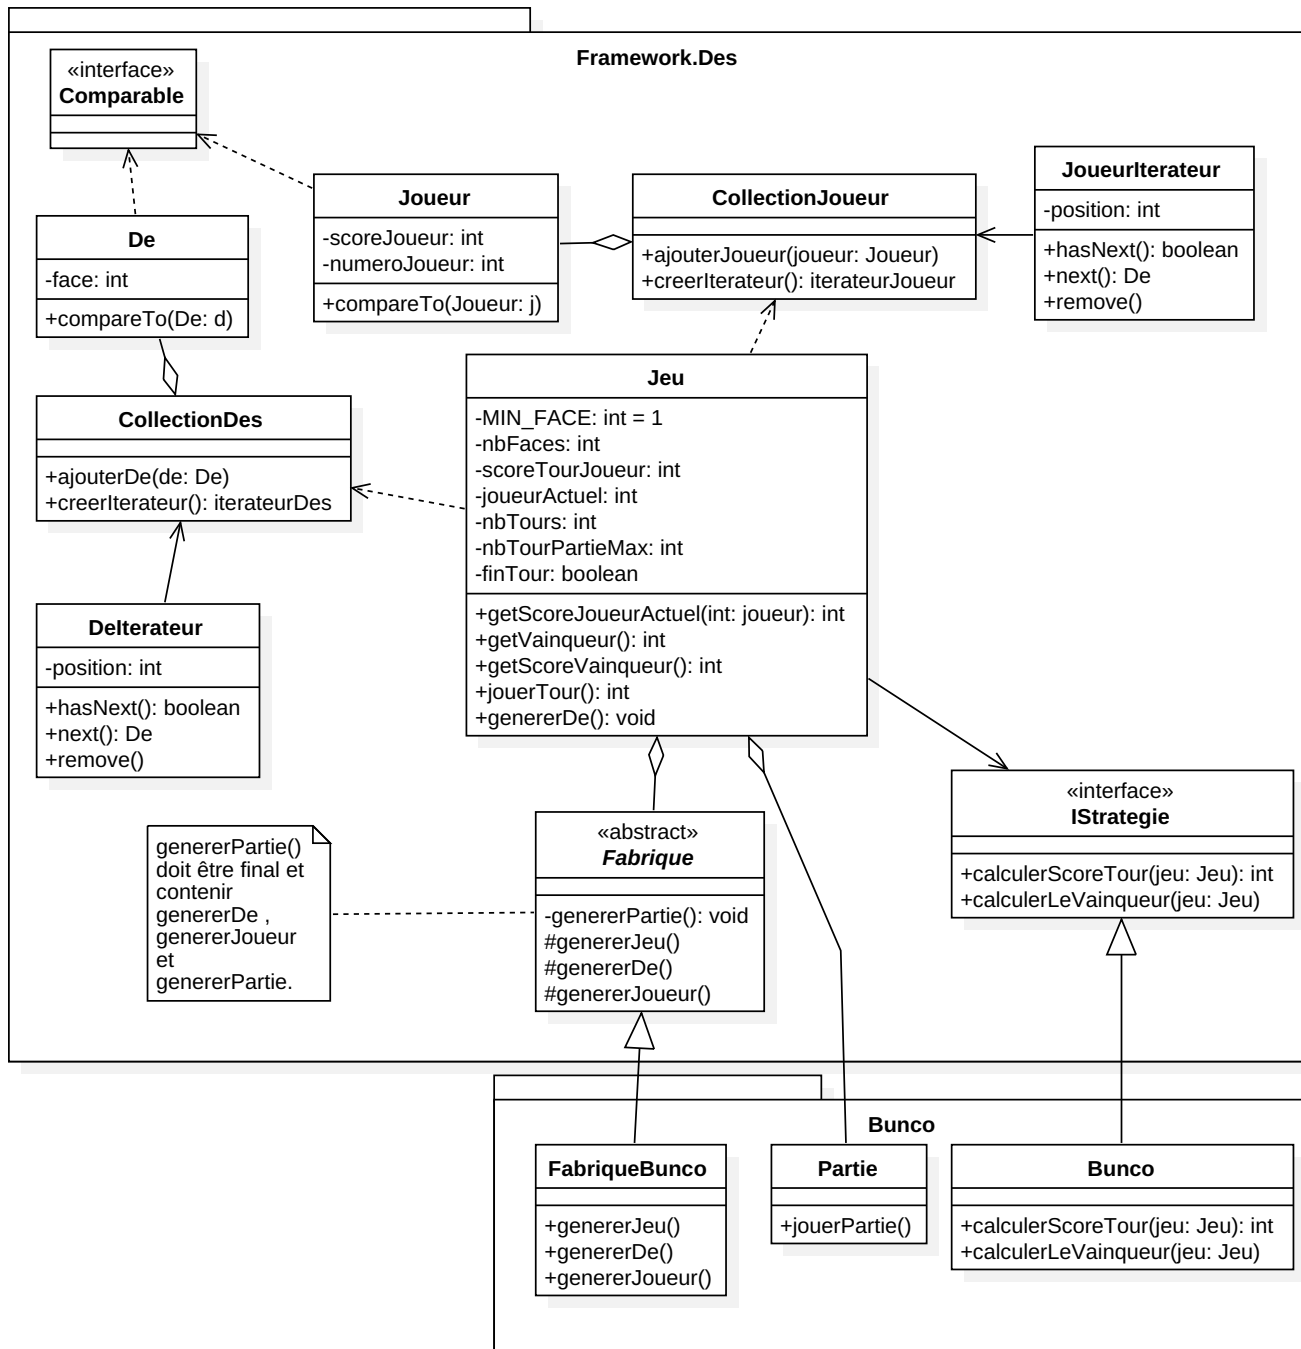 Framework.Des
«interface»
Comparable
Joueur
-scoreJoueur: int
-numeroJoueur: int
+compareTo(Joueur: j)
CollectionJoueur
+ajouterJoueur(joueur: Joueur)
+creerIterateur(): iterateurJoueur
JoueurIterateur
-position: int
+hasNext(): boolean
+next(): De
+remove()
De
-face: int
+compareTo(De: d)
CollectionDes
+ajouterDe(de: De)
+creerIterateur(): iterateurDes
Jeu
-MIN_FACE: int = 1
-nbFaces: int
-scoreTourJoueur: int
-joueurActuel: int
-nbTours: int
-nbTourPartieMax: int
-finTour: boolean
+getScoreJoueurActuel(int: joueur): int
+getVainqueur(): int
+getScoreVainqueur(): int
+jouerTour(): int
+genererDe(): void
DeIterateur
-position: int
+hasNext(): boolean
+next(): De
+remove()
«interface»
IStrategie
+calculerScoreTour(jeu: Jeu): int
+calculerLeVainqueur(jeu: Jeu)
genererPartie()
doit être final et
contenir
genererDe ,
genererJoueur
et
genererPartie.
«abstract»
Fabrique
-genererPartie(): void
#genererJeu()
#genererDe()
#genererJoueur()
Bunco
FabriqueBunco
+genererJeu()
+genererDe()
+genererJoueur()
Partie
+jouerPartie()
Bunco
+calculerScoreTour(jeu: Jeu): int
+calculerLeVainqueur(jeu: Jeu)